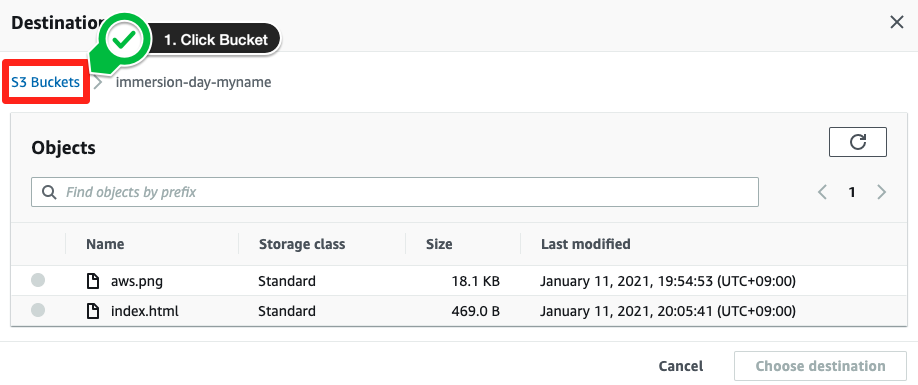 Destination
1. Click Bucket
S3 Buckets > immersion-day-myname
Objects
Find objects by prefix
< 1 >
Name Storage class Size Last modified
aws.png Standard 18.1 KB January 11, 2021, 19:54:53 (UTC+09:00)
index.html Standard 469.0 B January 11, 2021, 20:05:41 (UTC+09:00)
Cancel Choose destination